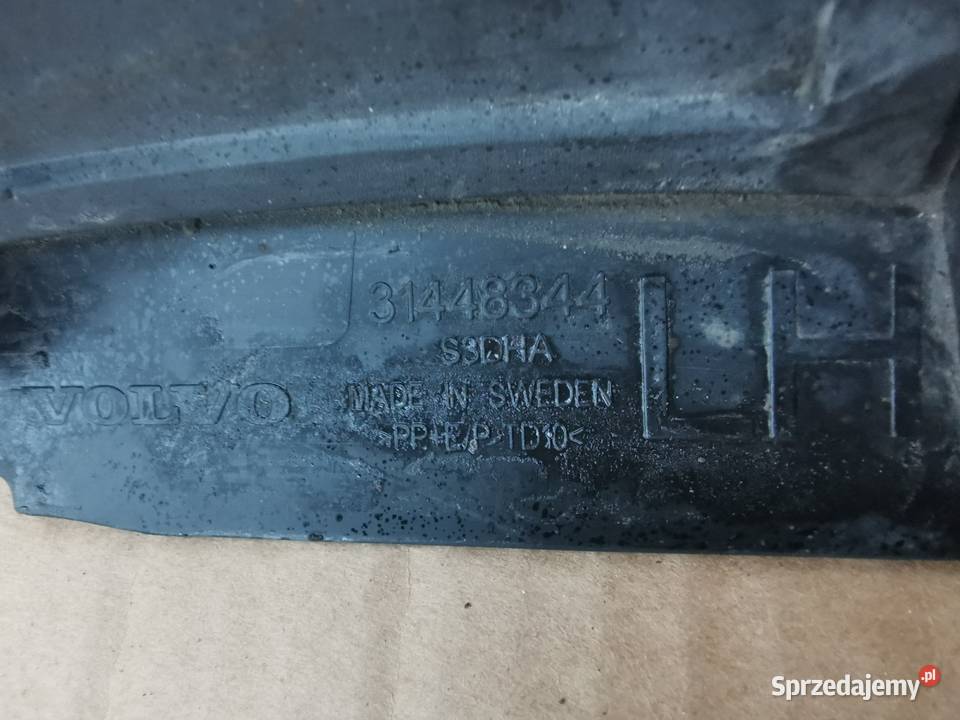 31448344
S3DHA
VOLVO
MADE IN SWEDEN
>PP+E/P-TD10<
LH
Sprzedajemy.pl